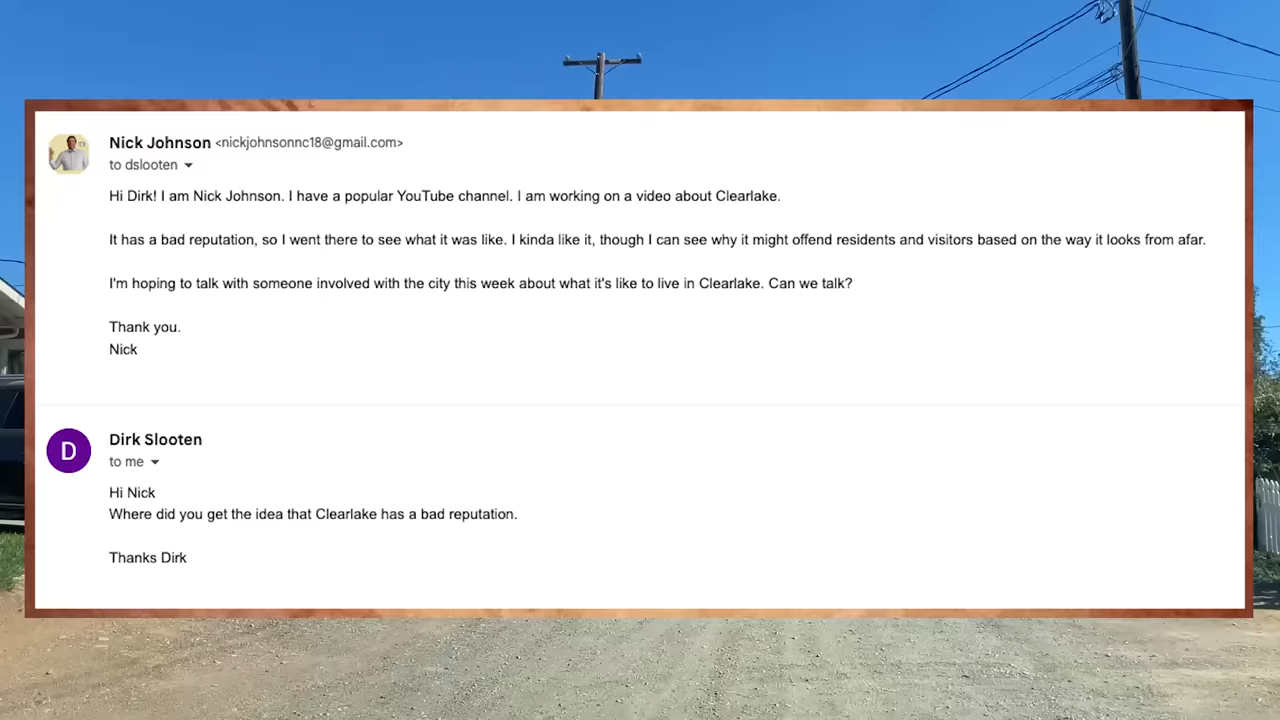 Nick Johnson <nickjohnsonnc18@gmail.com>
to dslooten
Hi Dirk! I am Nick Johnson. I have a popular YouTube channel. I am working on a video about Clearlake.
It has a bad reputation, so I went there to see what it was like. I kinda like it, though I can see why it might offend residents and visitors based on the way it looks from afar.
I'm hoping to talk with someone involved with the city this week about what it's like to live in Clearlake. Can we talk?
Thank you.
Nick
D
Dirk Slooten
to me
Hi Nick
Where did you get the idea that Clearlake has a bad reputation.
Thanks Dirk